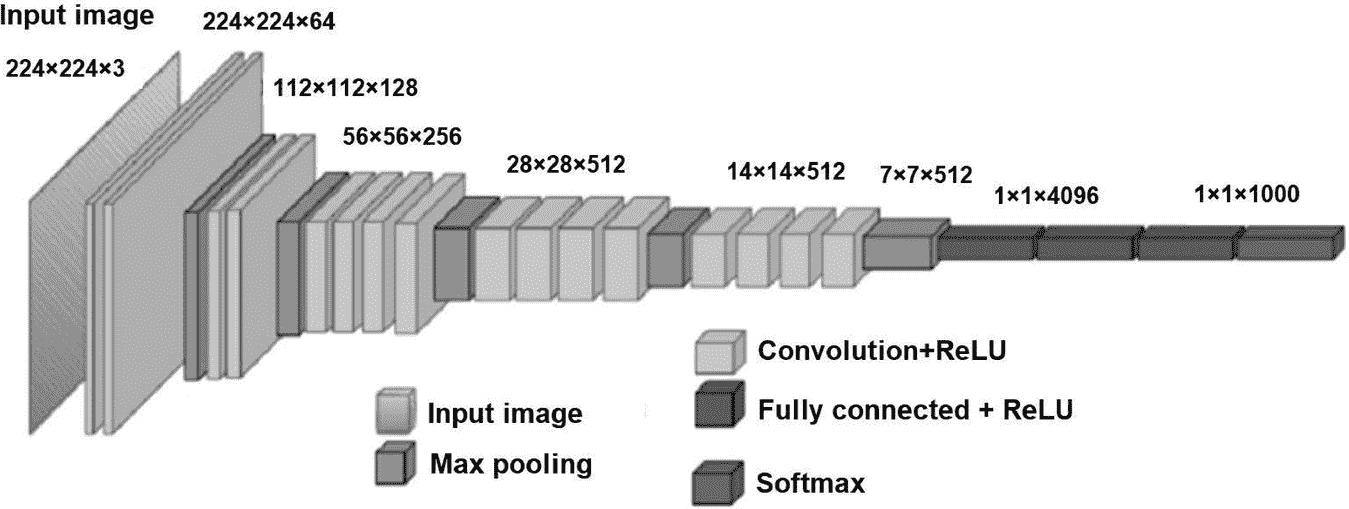 Input image
224×224×64
224×224×3
112×112×128
56×56×256
28×28×512
14×14×512
7×7×512
1×1×4096
1×1×1000
Convolution+ReLU
Input image
Fully connected + ReLU
Max pooling
Softmax